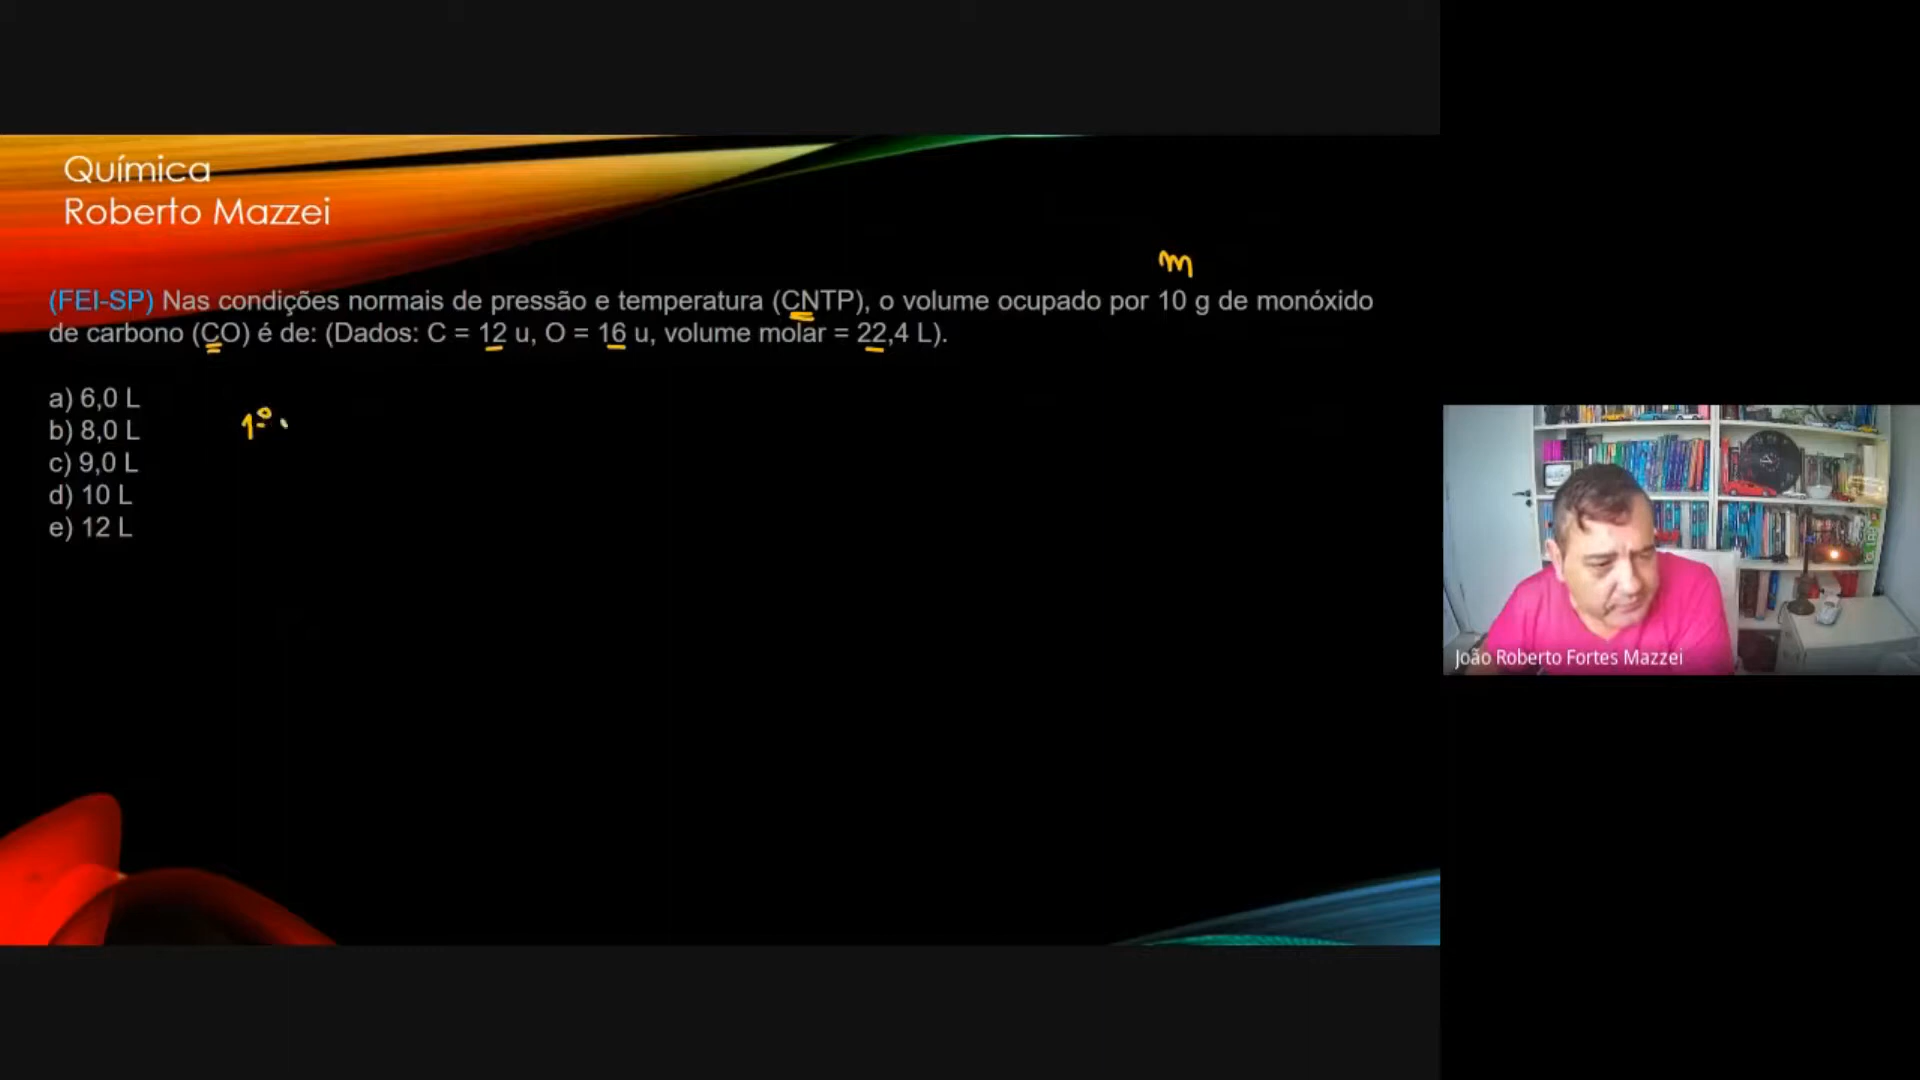 Química
Roberto Mazzei
m
(FEI-SP) Nas condições normais de pressão e temperatura (CNTP), o volume ocupado por 10 g de monóxido
de carbono (CO) é de: (Dados: C = 12 u, O = 16 u, volume molar = 22,4 L).
a) 6,0 L
b) 8,0 L
c) 9,0 L
d) 10 L
e) 12 L
1º
João Roberto Fortes Mazzei